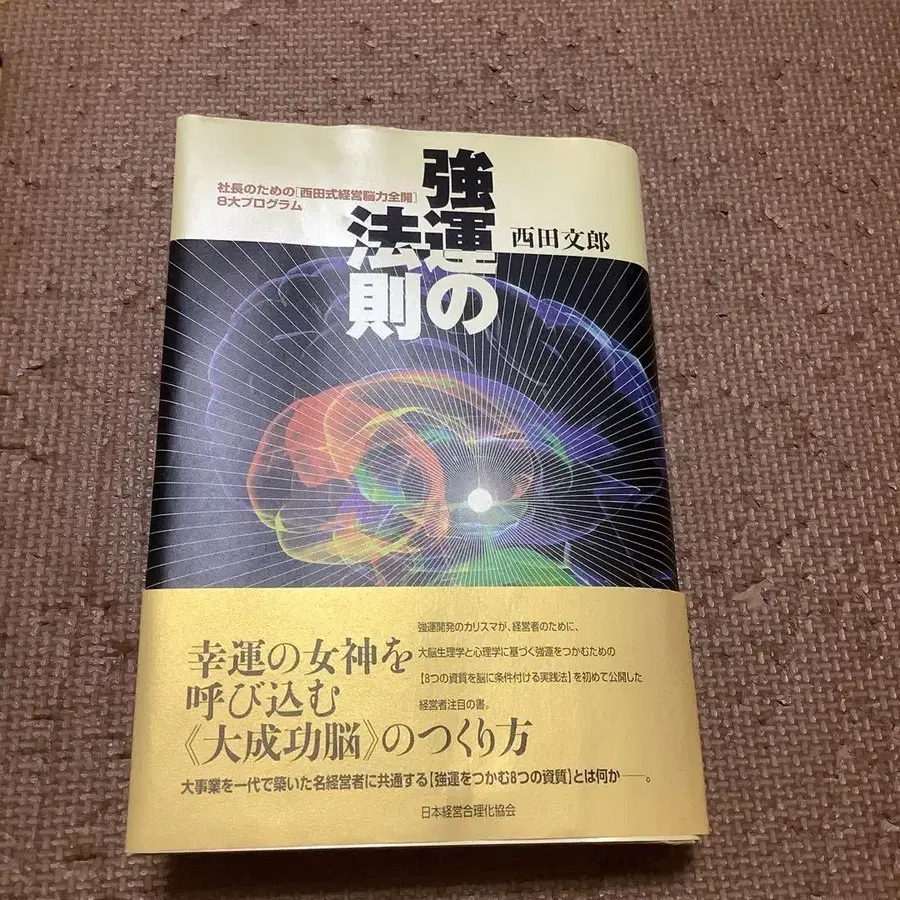 社長のための[西田式経営脳力全開]
8大プログラム
強運の
法則
西田文郎
強運開発のカリスマが、経営者のために、
大脳生理学と心理学に基づく強運をつかむための
【8つの資質を脳に条件付ける実践法】を初めて公開した
経営者注目の書。
幸運の女神を
呼び込む
《大成功脳》のつくり方
大事業を一代で築いた名経営者に共通する【強運をつかむ8つの資質】とは何か──。
日本経営合理化協会